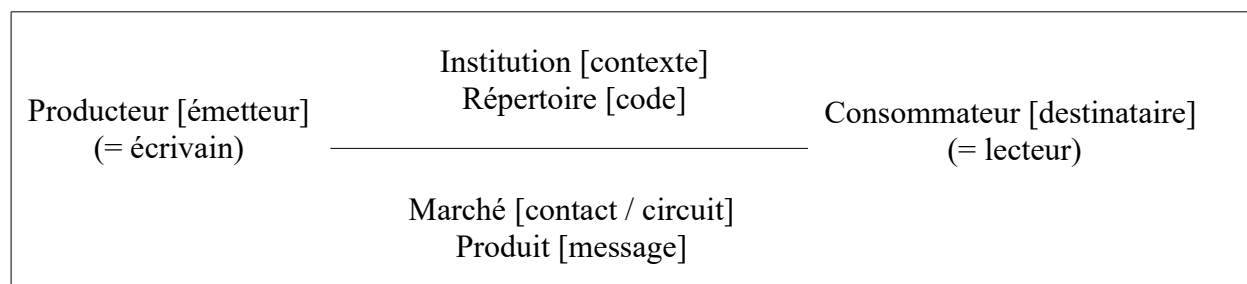 Institution [contexte]
Répertoire [code]
Producteur [émetteur]
(= écrivain)
Consommateur [destinataire]
(= lecteur)
Marché [contact / circuit]
Produit [message]